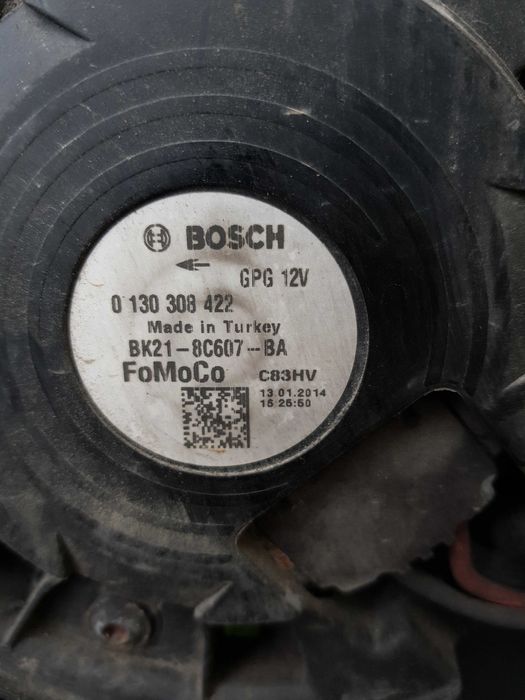 BOSCH
GPG 12V
0 130 308 422
Made in Turkey
BK21-8C607-BA
FoMoCo C83HV
13.01.2014
15:25:50